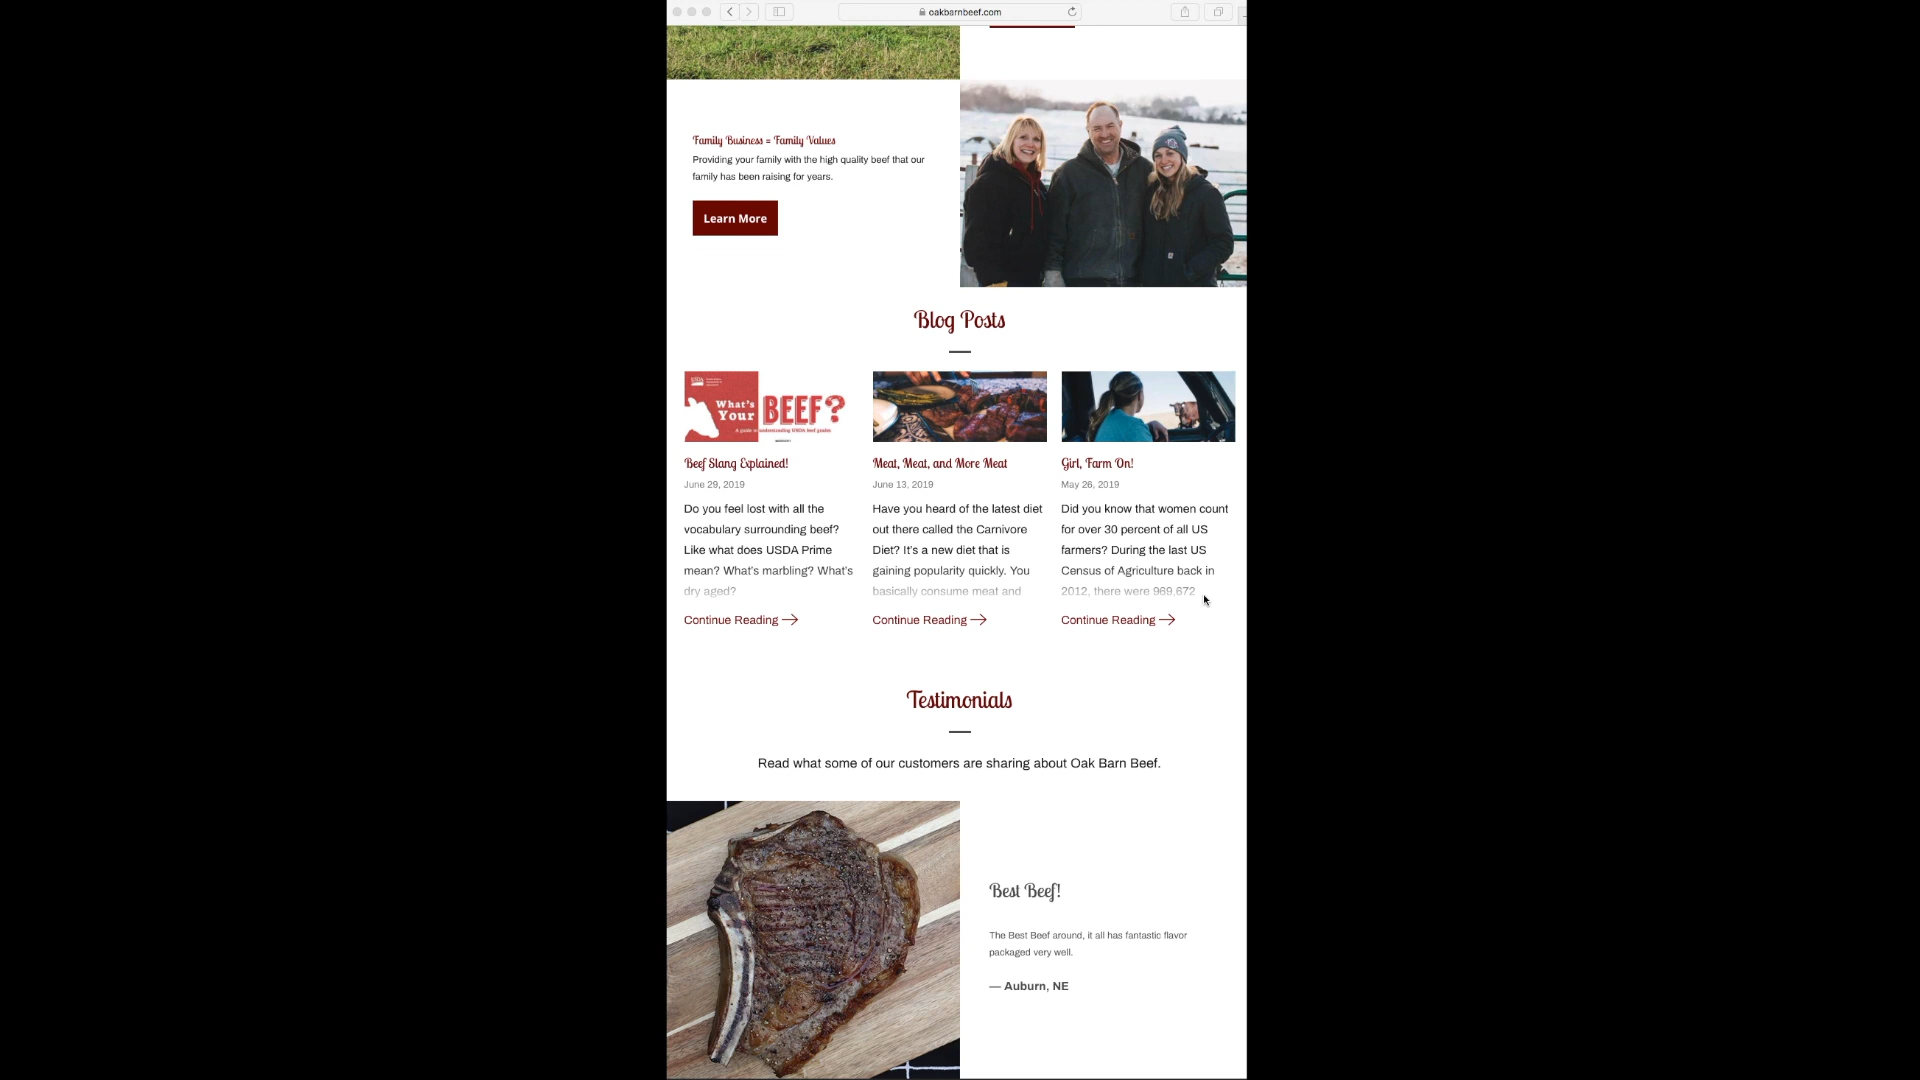 oakbarnbeef.com
Family Business = Family Values
Providing your family with the high quality beef that our
family has been raising for years.
Learn More
Blog Posts
USDA
What's
Your
BEEF?
A guide to understanding USDA beef grades
Beef Slang Explained!
June 29, 2019
Do you feel lost with all the
vocabulary surrounding beef?
Like what does USDA Prime
mean? What's marbling? What's
dry aged?
Continue Reading
Meat, Meat, and More Meat
June 13, 2019
Have you heard of the latest diet
out there called the Carnivore
Diet? It's a new diet that is
gaining popularity quickly. You
basically consume meat and
Continue Reading
Girl, Farm On!
May 26, 2019
Did you know that women count
for over 30 percent of all US
farmers? During the last US
Census of Agriculture back in
2012, there were 969,672
Continue Reading
Testimonials
Read what some of our customers are sharing about Oak Barn Beef.
Best Beef!
The Best Beef around, it all has fantastic flavor
packaged very well.
— Auburn, NE